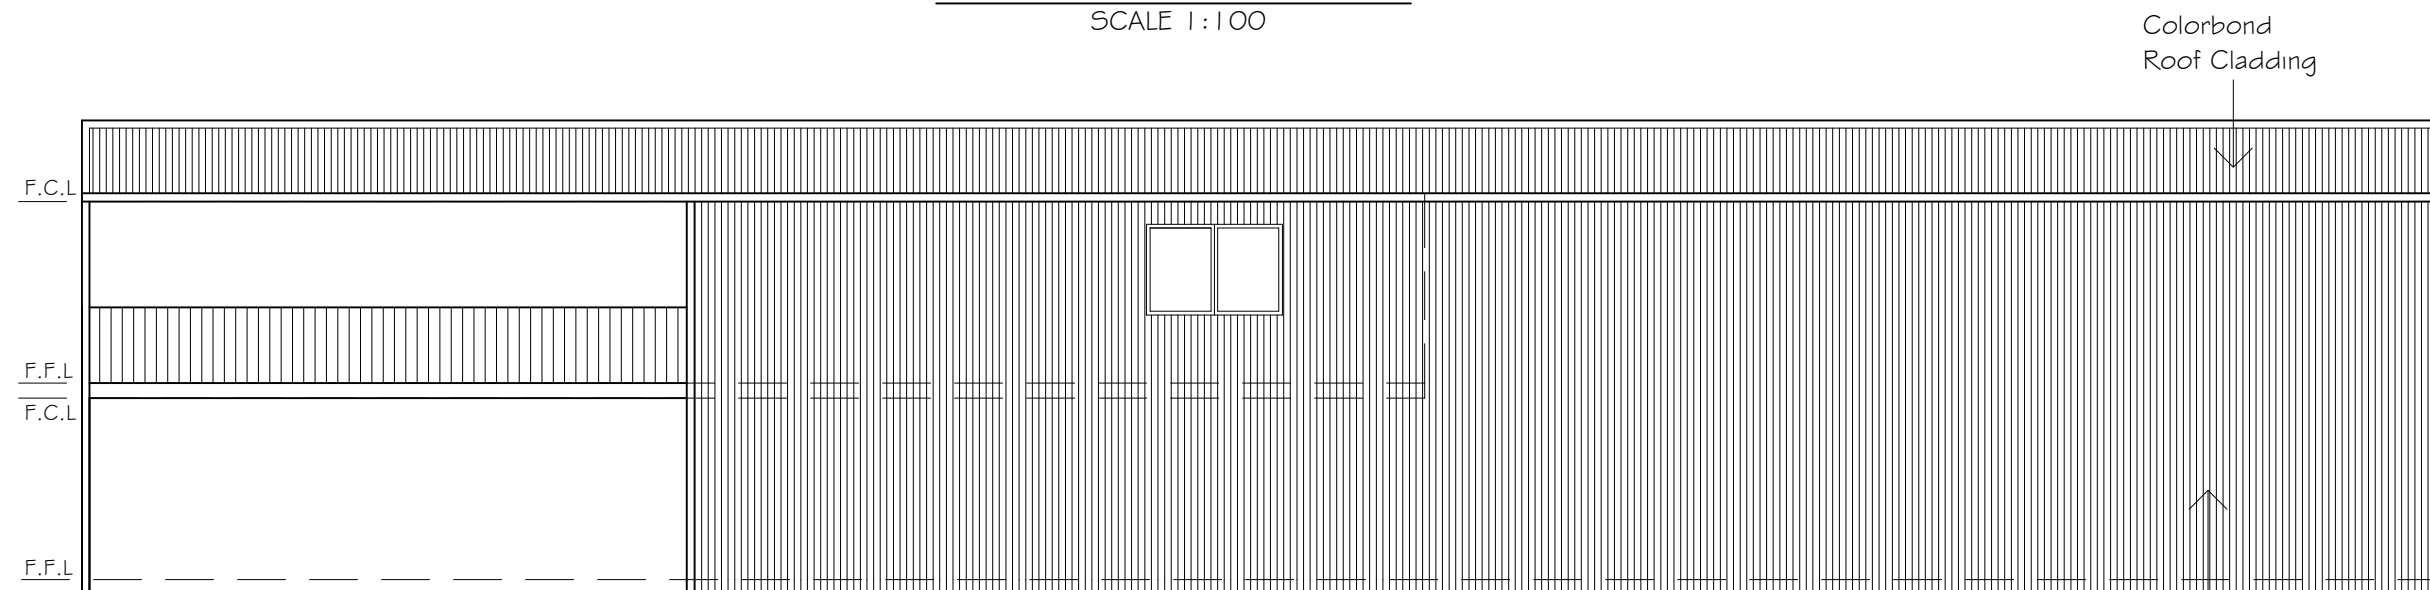 SCALE 1:100
Colorbond
Roof Cladding
F.C.L
F.F.L
F.C.L
F.F.L